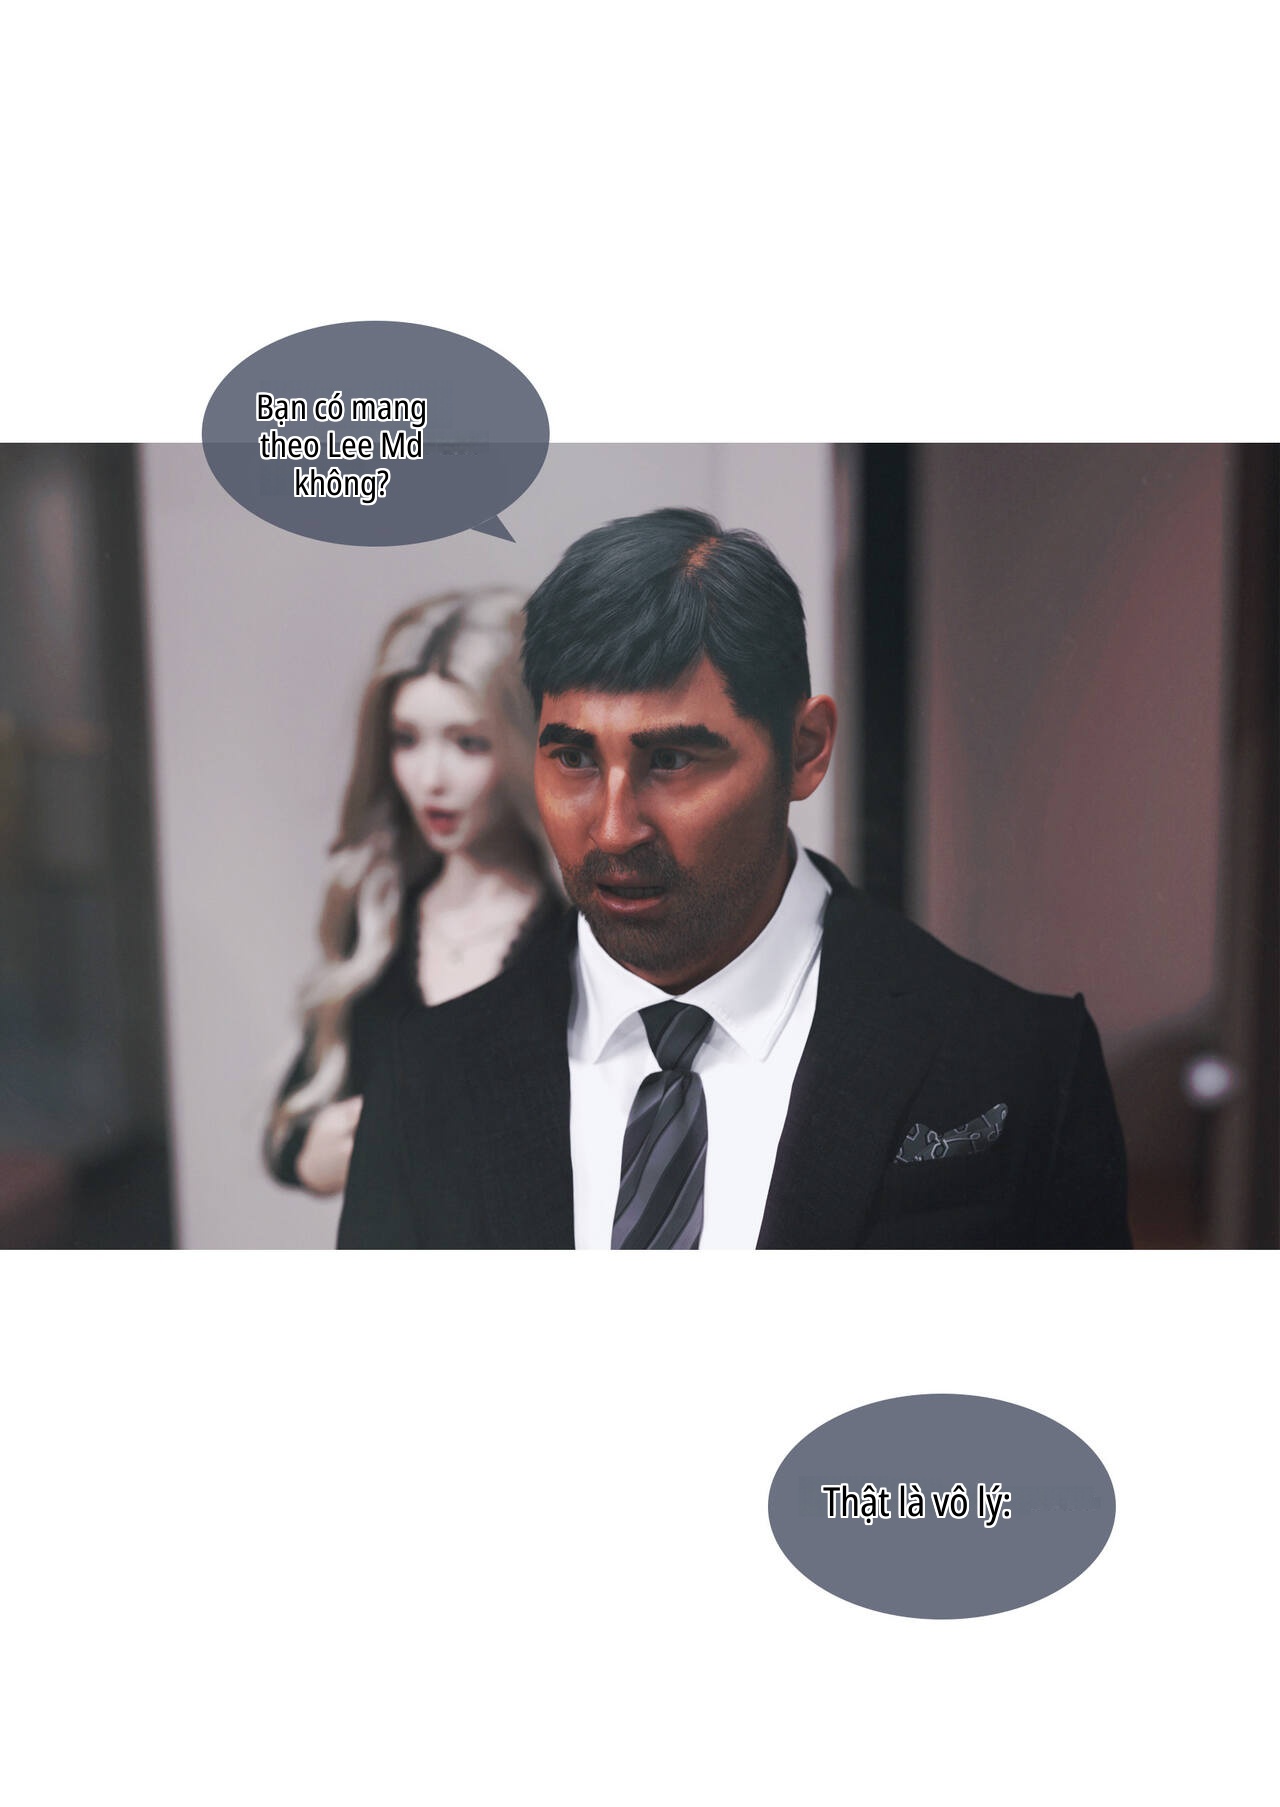 Bạn có mang
theo Lee Md
không?
Thật là vô lý: